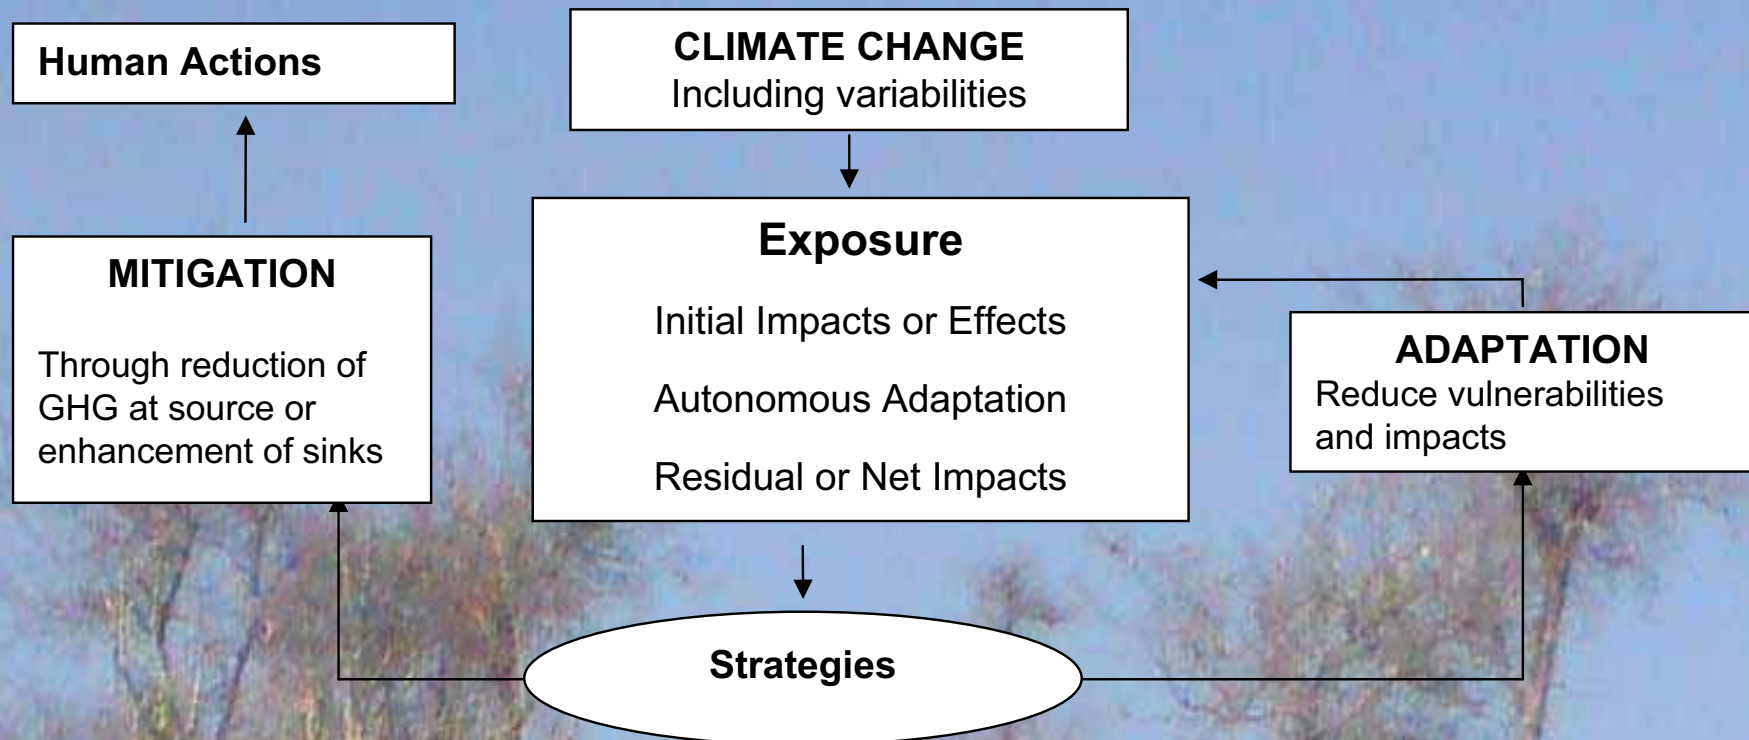 Human Actions
CLIMATE CHANGE
Including variabilities
Exposure
Initial Impacts or Effects
Autonomous Adaptation
Residual or Net Impacts
MITIGATION
Through reduction of
GHG at source or
enhancement of sinks
ADAPTATION
Reduce vulnerabilities
and impacts
Strategies